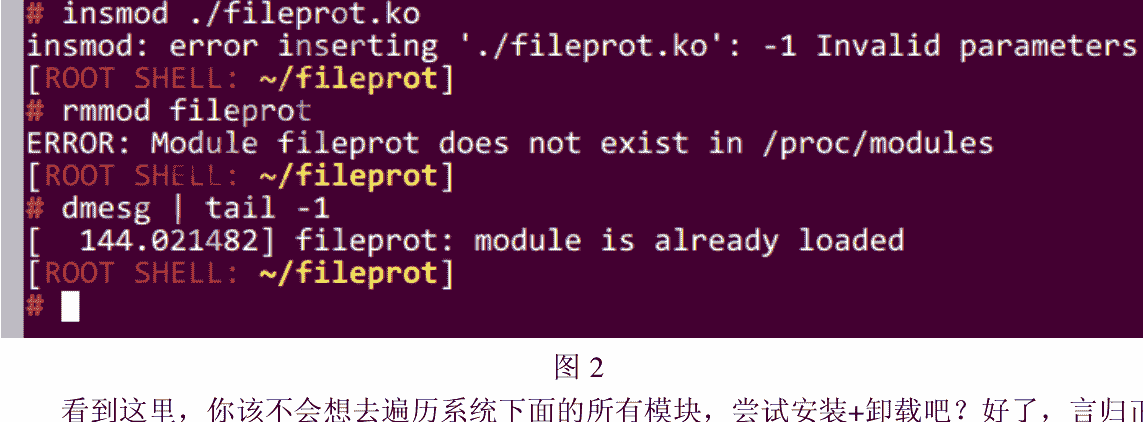 # insmod ./fileprot.ko
insmod: error inserting './fileprot.ko': -1 Invalid parameters
[ROOT SHELL: ~/fileprot]
# rmmod fileprot
ERROR: Module fileprot does not exist in /proc/modules
[ROOT SHELL: ~/fileprot]
# dmesg | tail -1
[  144.021482] fileprot: module is already loaded
[ROOT SHELL: ~/fileprot]
#
图 2
看到这里，你该不会想去遍历系统下面的所有模块，尝试安装+卸载吧？好了，言归正